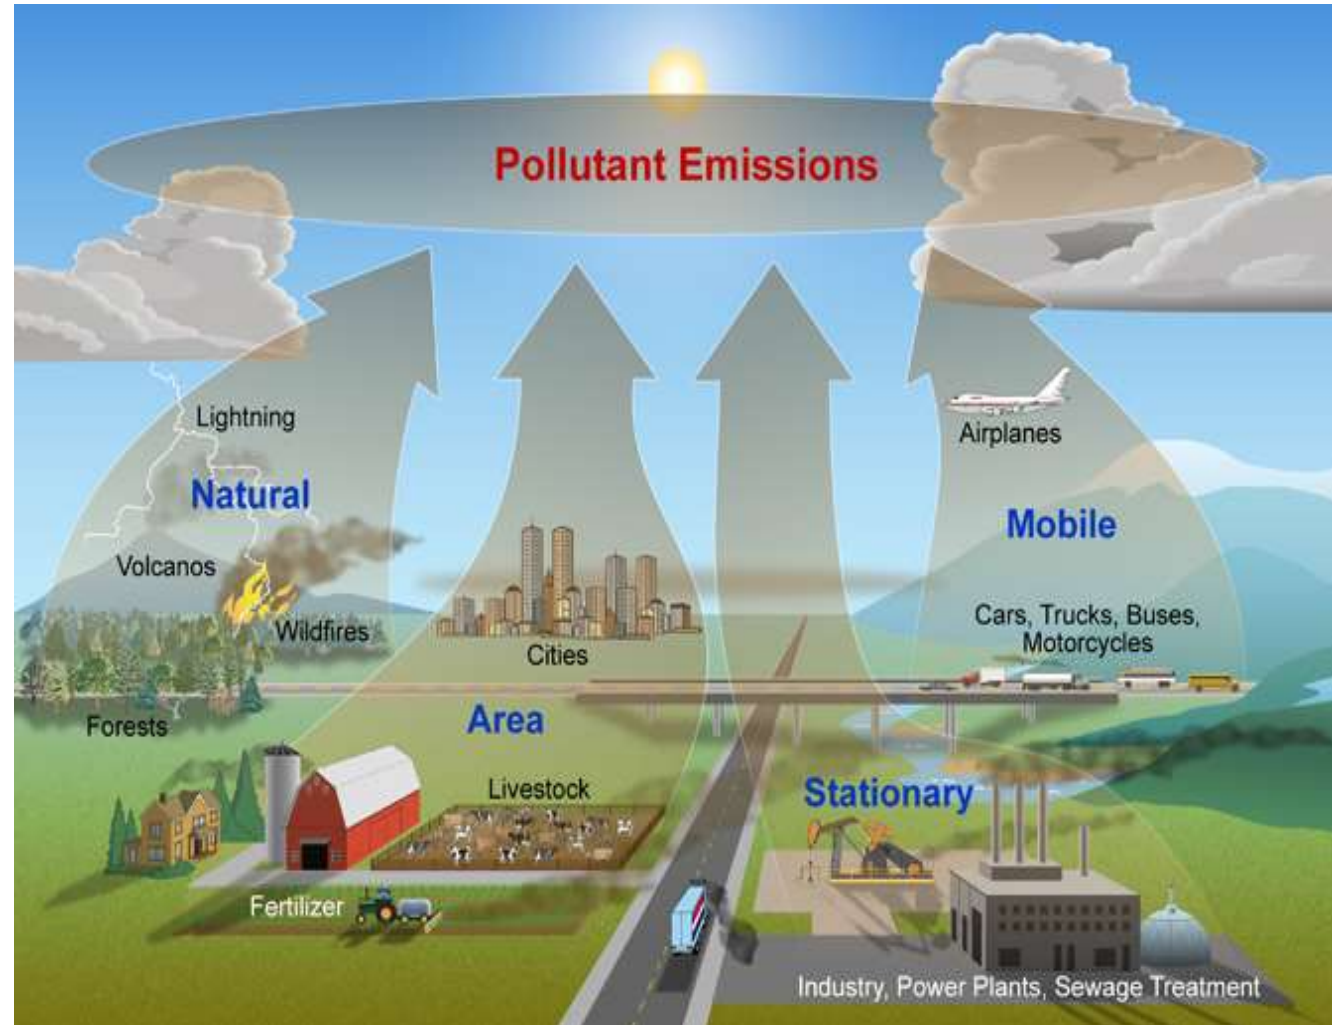 Pollutant Emissions
Lightning
Natural
Volcanos
Wildfires
Forests
Cities
Area
Livestock
Fertilizer
Airplanes
Mobile
Cars, Trucks, Buses,
Motorcycles
Stationary
Industry, Power Plants, Sewage Treatment